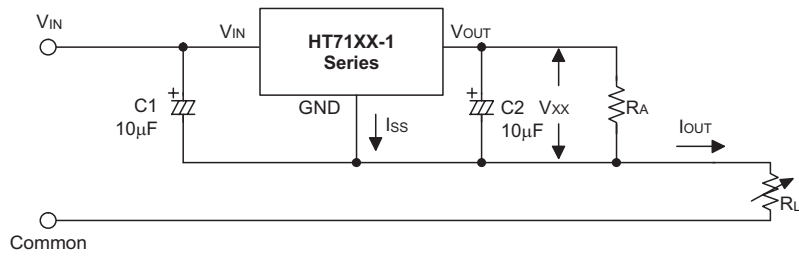 VIN
VIN
HT71XX-1
Series
VOUT
GND
C1
10μF
ISS
C2
10μF
VXX
RA
IOUT
RL
Common